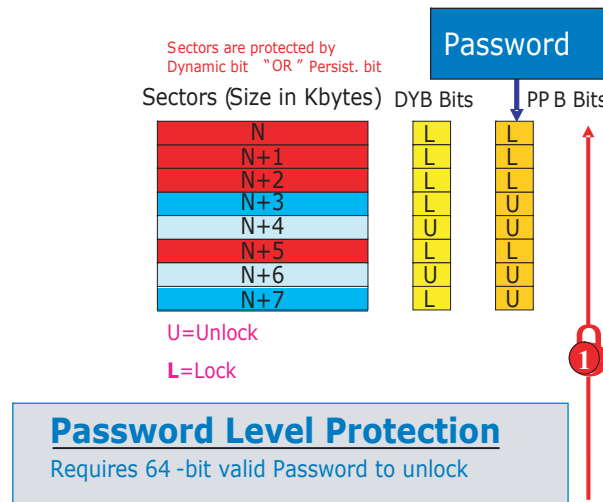 Sectors are protected by
Dynamic bit “OR ” Persist. bit
Password
Sectors (Size in Kbytes) DYB Bits PP B Bits
N L L
N+1 L L
N+2 L L
N+3 L U
N+4 U U
N+5 L L
N+6 U U
N+7 L U
U=Unlock
L=Lock
1
Password Level Protection
Requires 64 -bit valid Password to unlock